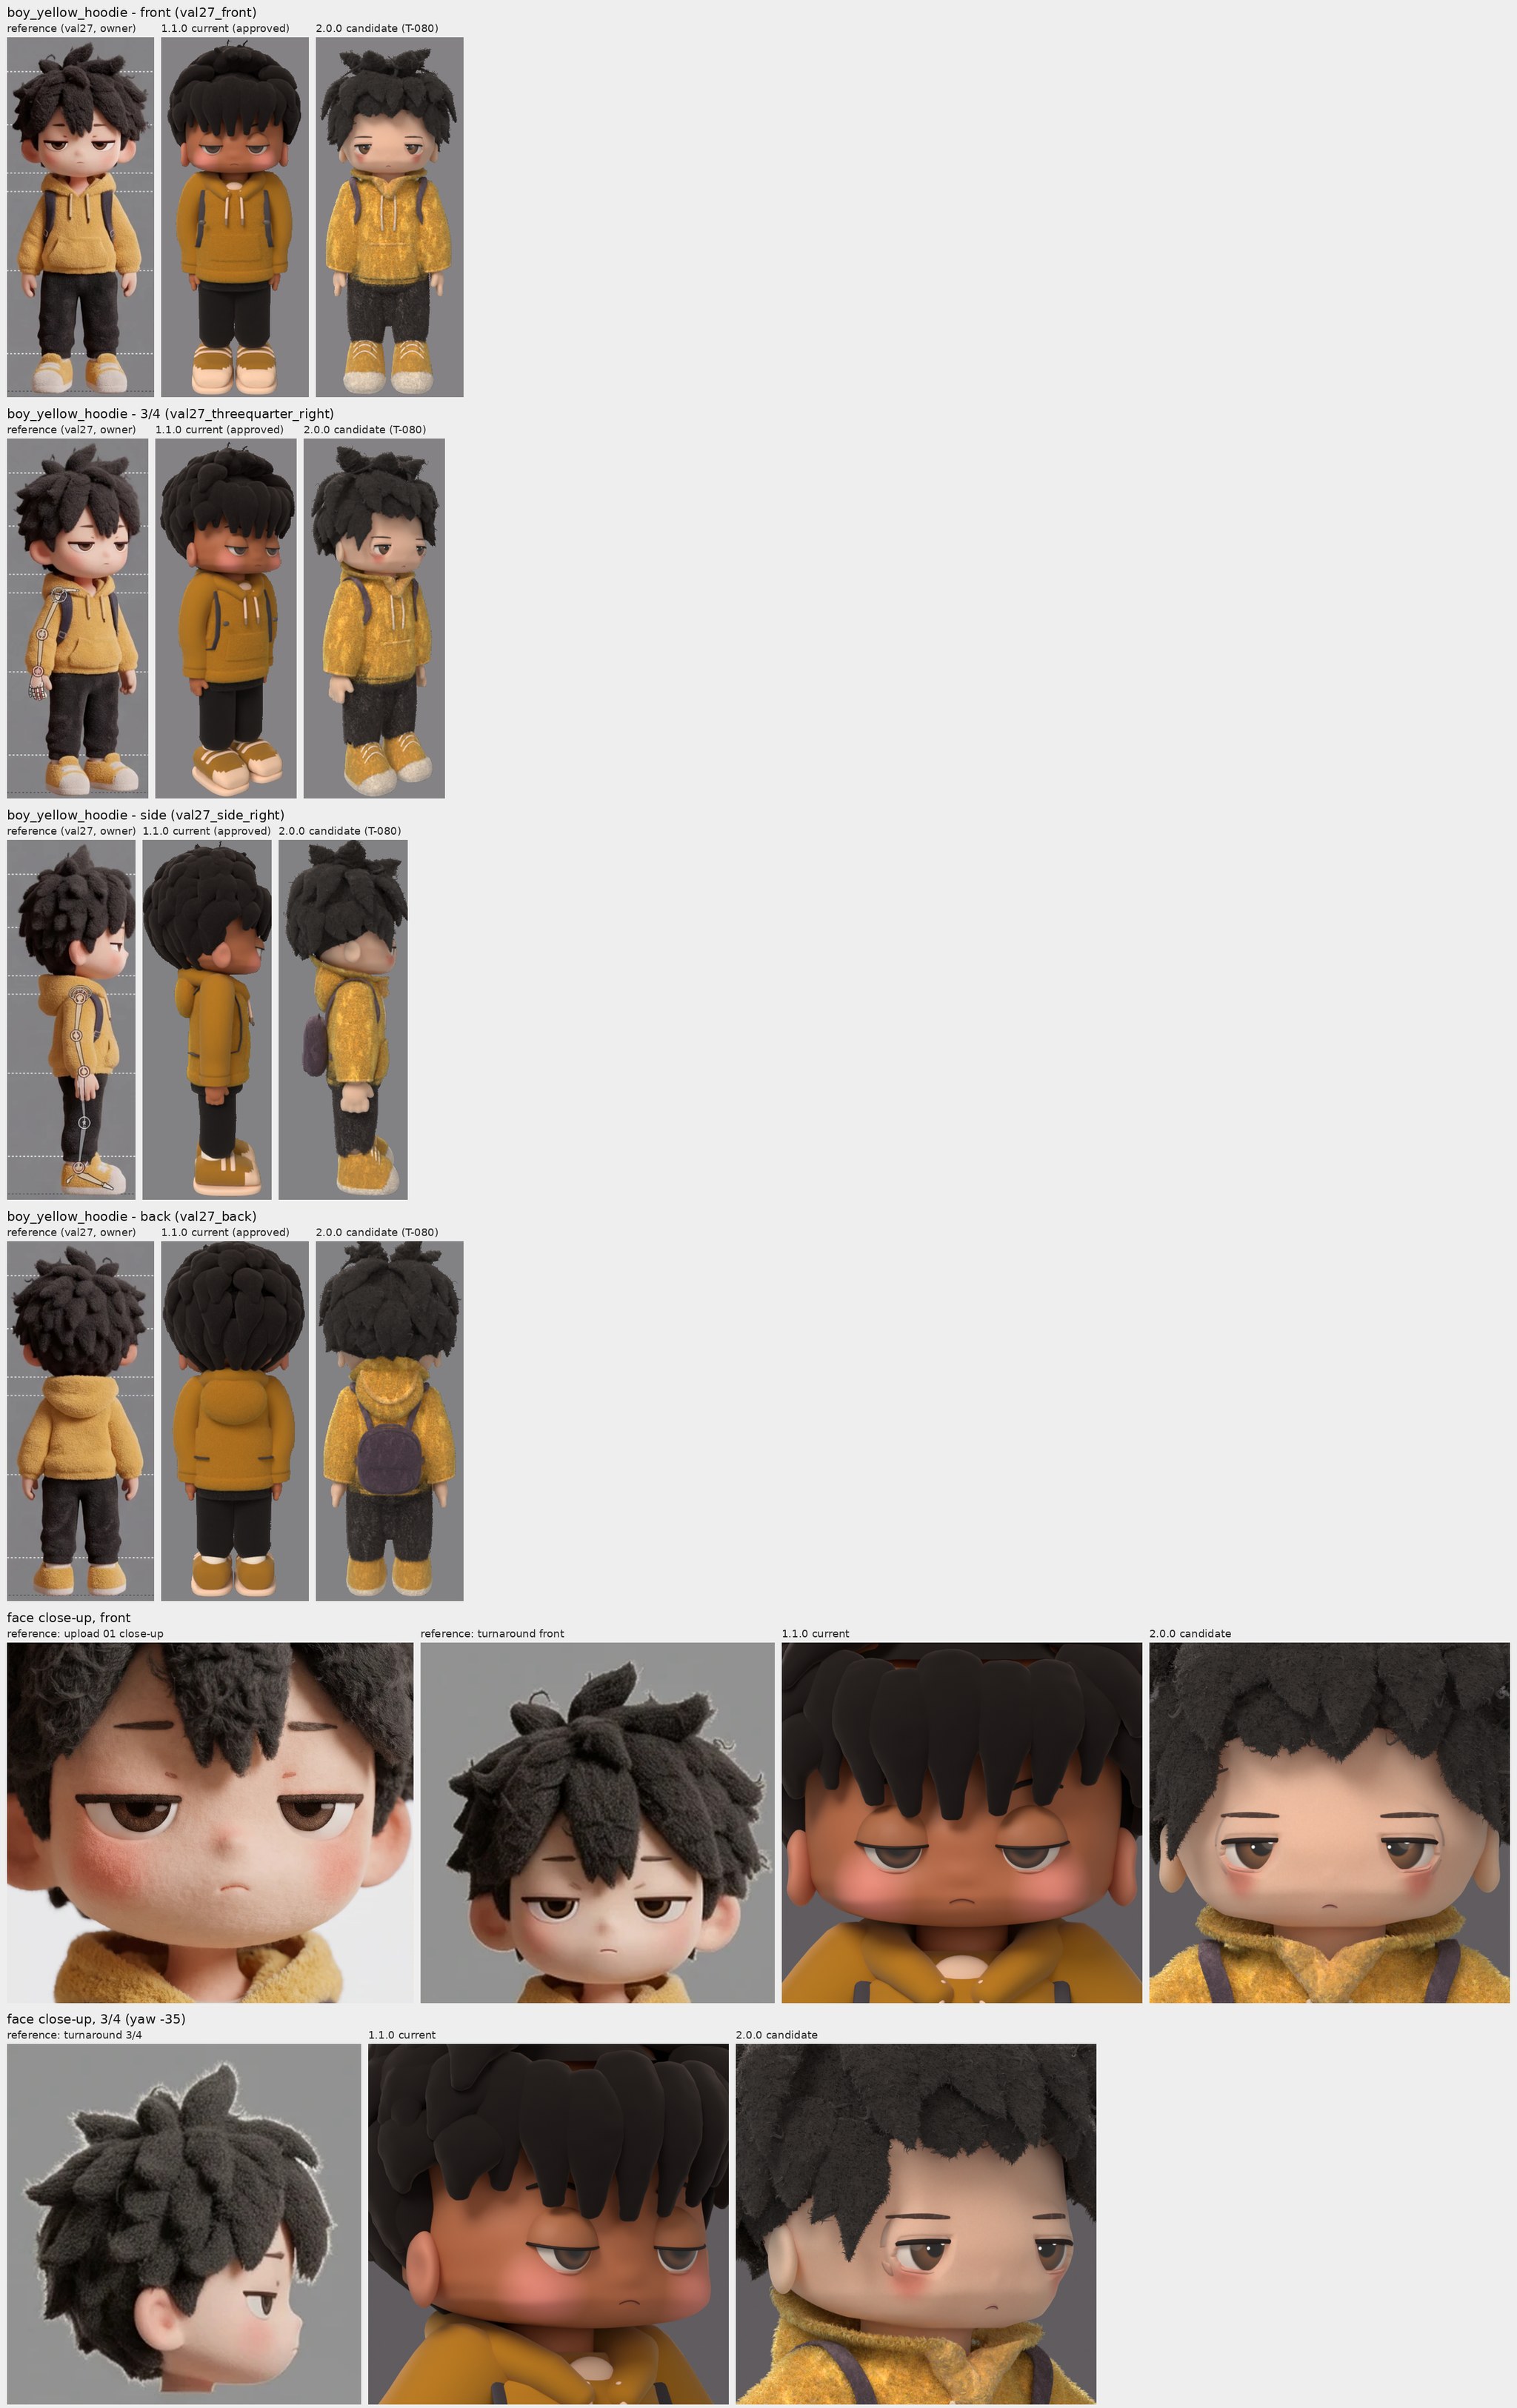 boy_yellow_hoodie - front (val27_front)
reference (val27, owner) 1.1.0 current (approved) 2.0.0 candidate (T-080)
boy_yellow_hoodie - 3/4 (val27_threequarter_right)
reference (val27, owner) 1.1.0 current (approved) 2.0.0 candidate (T-080)
boy_yellow_hoodie - side (val27_side_right)
reference (val27, owner) 1.1.0 current (approved) 2.0.0 candidate (T-080)
boy_yellow_hoodie - back (val27_back)
reference (val27, owner) 1.1.0 current (approved) 2.0.0 candidate (T-080)
face close-up, front
reference: upload 01 close-up reference: turnaround front 1.1.0 current 2.0.0 candidate
face close-up, 3/4 (yaw -35)
reference: turnaround 3/4 1.1.0 current 2.0.0 candidate